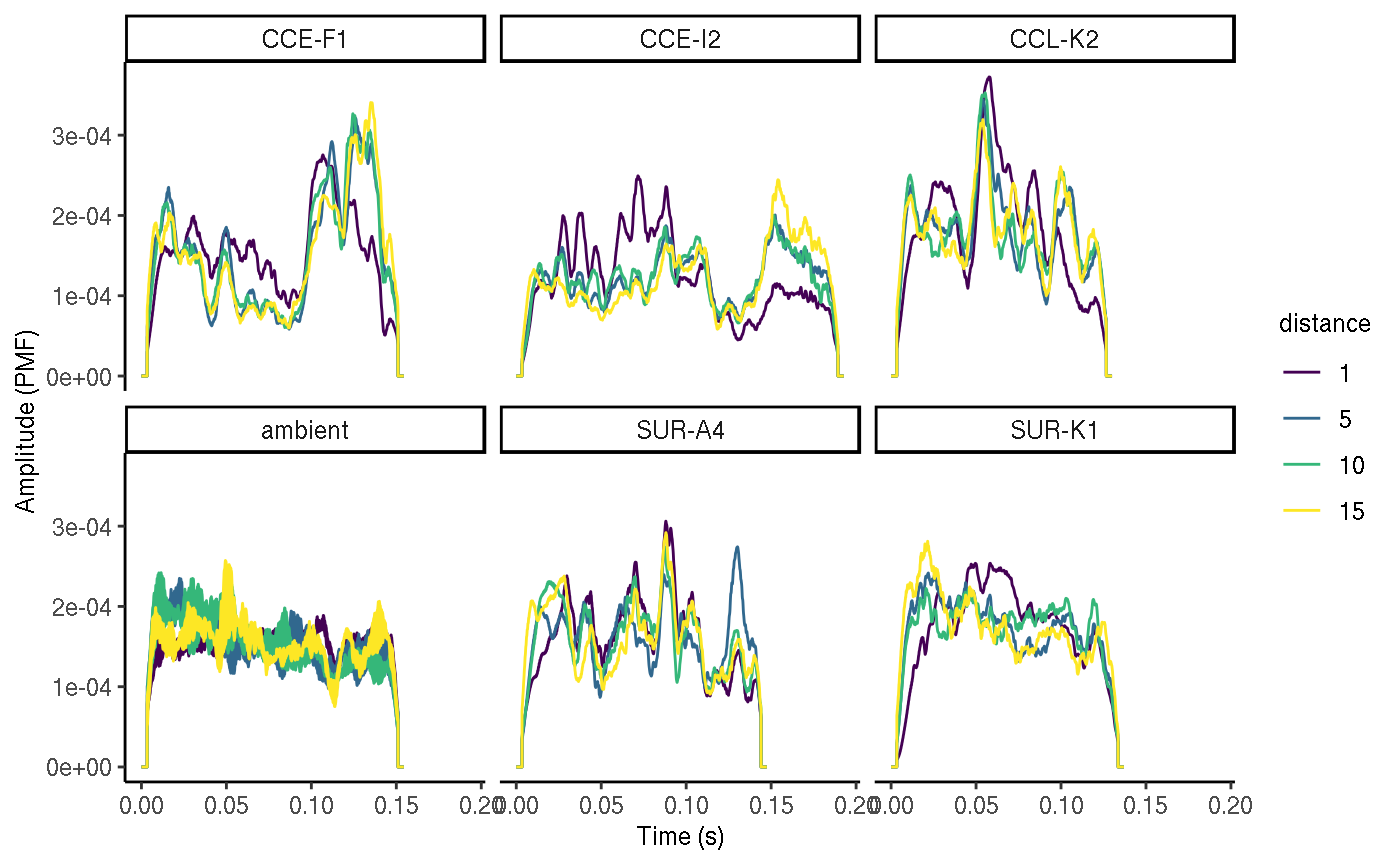 CCE-F1 CCE-I2 CCL-K2
3e-04
2e-04
1e-04
0e+00
ambient SUR-A4 SUR-K1
3e-04
2e-04
1e-04
0e+00
0.00 0.05 0.10 0.15 0.20 0.00 0.05 0.10 0.15 0.20 0.00 0.05 0.10 0.15 0.20
Time (s)
Amplitude (PMF)
distance
1
5
10
15